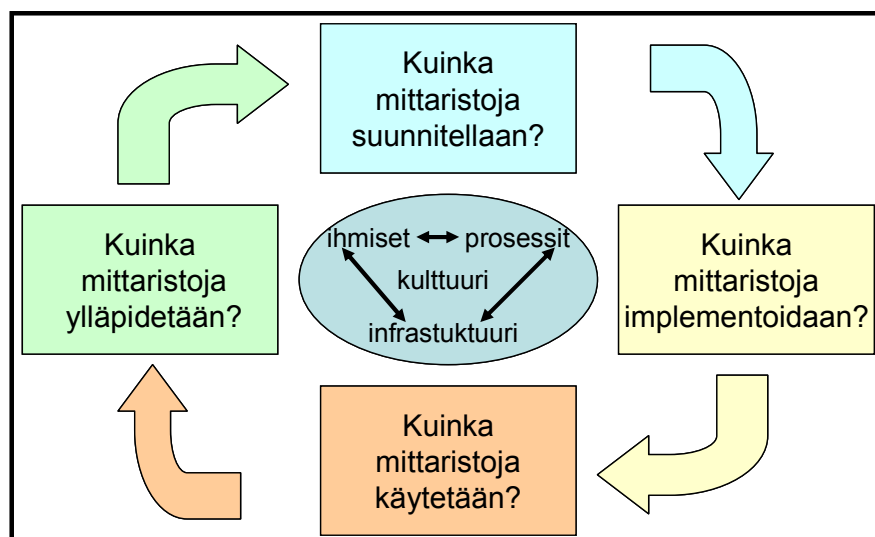 Kuinka
mittaristoja
suunnitellaan?
Kuinka
mittaristoja
ylläpidetään?
ihmiset prosessit
kulttuuri
infrastuktuuri
Kuinka
mittaristoja
implementoidaan?
Kuinka
mittaristoja
käytetään?